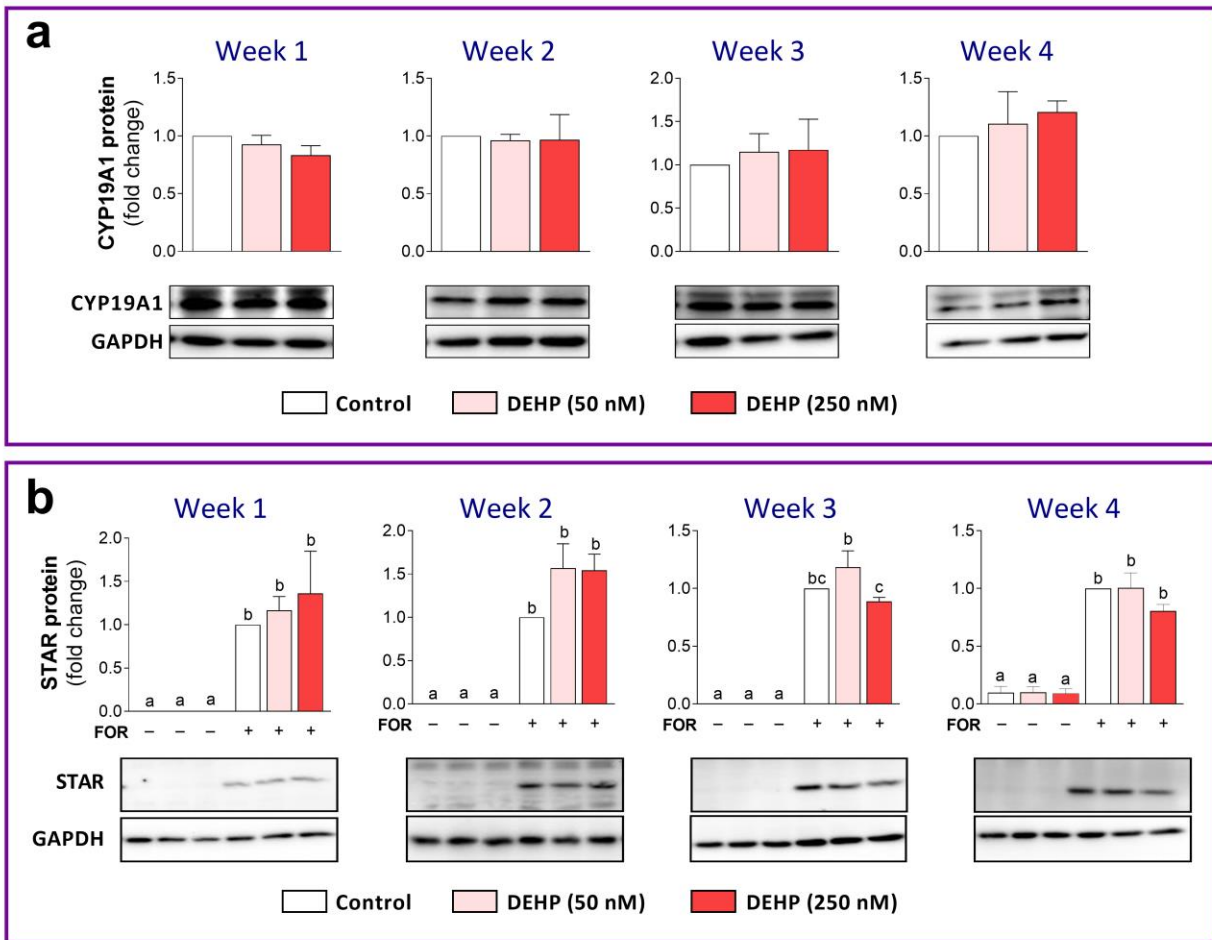 a
Week 1 Week 2 Week 3 Week 4
CYP19A1 protein
(fold change)
1.5 1.5 2.0 1.5
1.0 1.0 1.5 1.0
0.5 0.5 1.0 0.5
0.0 0.0 0.5 0.0
0.0
CYP19A1
GAPDH
Control DEHP (50 nM) DEHP (250 nM)
b
Week 1 Week 2 Week 3 Week 4
STAR protein
(fold change)
2.0 2.0 1.5 1.5
1.5 1.5 1.0 1.0
1.0 1.0 0.5 0.5
0.5 0.5 0.0 0.0
0.0 0.0
a a a b b b a a a b b b a a a bc b c a a a b b b
FOR – – – + + + FOR – – – + + + FOR – – – + + + FOR – – – + + +
STAR
GAPDH
Control DEHP (50 nM) DEHP (250 nM)